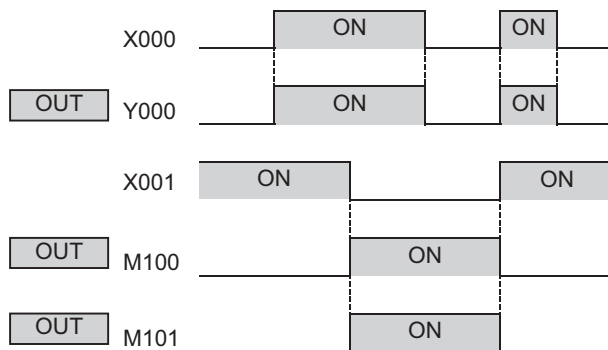 X000 ON ON
OUT Y000 ON ON
X001 ON ON
OUT M100 ON
OUT M101 ON